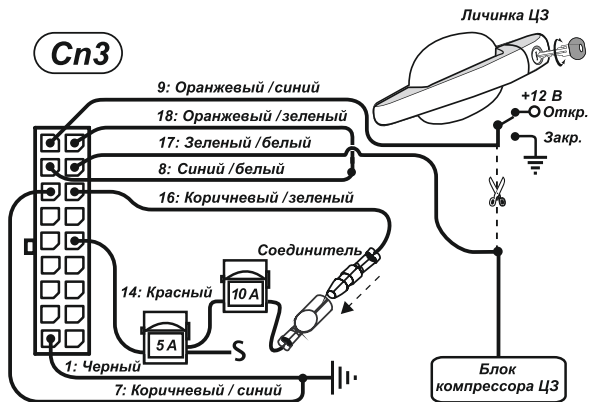 Личинка ЗЗ
Сп3
9: Оранжевый/синий
+12 В
Откр.
18: Оранжевый/зеленый
17: Зеленый/белый
Закр.
8: Синий/белый
16: Коричневый/зеленый
Соединитель
14: Красный
10 А
5 А
S
1: Черный
7: Коричневый/синий
Блок
компрессора ЦЗ